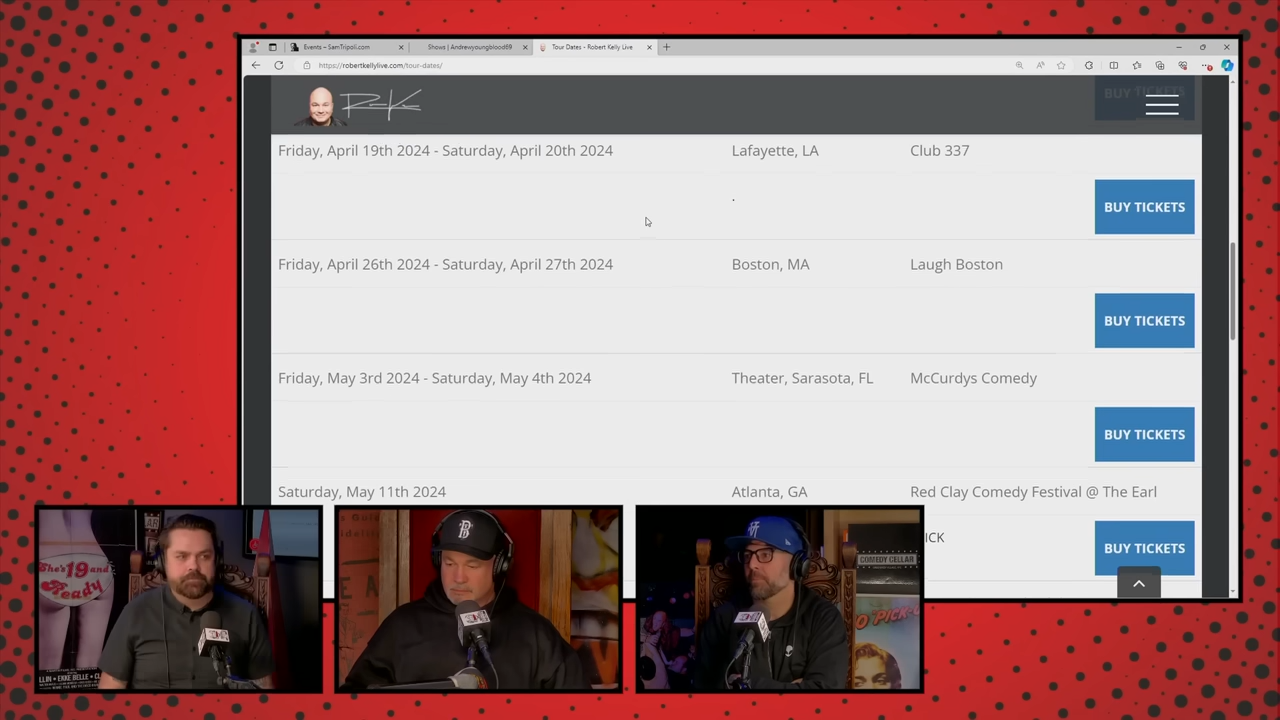 Events – SamTripoli.com
Shows | Andrewyoungblood69
Tour Dates - Robert Kelly Live
https://robertkellylive.com/tour-dates/
BUY TICKETS
Friday, April 19th 2024 - Saturday, April 20th 2024 Lafayette, LA Club 337
.
BUY TICKETS
Friday, April 26th 2024 - Saturday, April 27th 2024 Boston, MA Laugh Boston
BUY TICKETS
Friday, May 3rd 2024 - Saturday, May 4th 2024 Theater, Sarasota, FL McCurdys Comedy
BUY TICKETS
Saturday, May 11th 2024 Atlanta, GA Red Clay Comedy Festival @ The Earl
ICK
BUY TICKETS
She's 19 and
Ready
COMEDY CELLAR